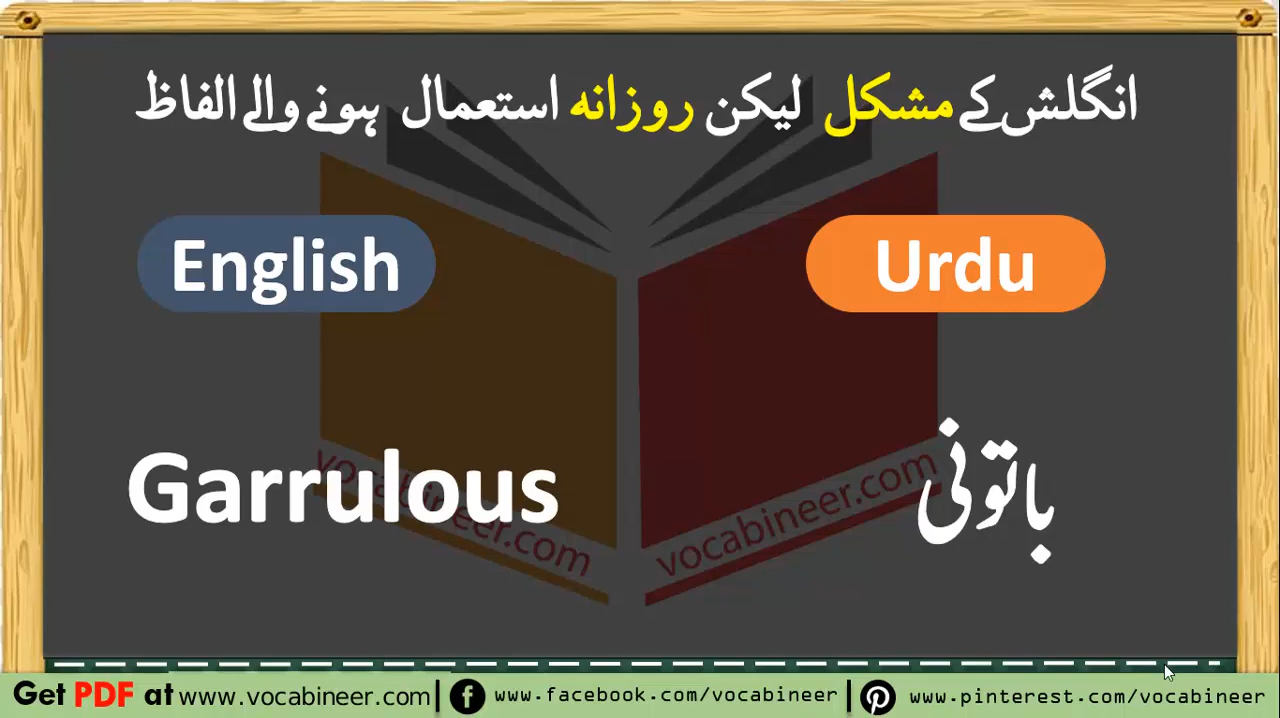 انگلش کے مشکل لیکن روزانہ استعمال ہونے والے الفاظ
English
Urdu
Garrulous
باتونی
vocabineer.com
vocabineer.com
Get PDF at www.vocabineer.com | www.facebook.com/vocabineer | www.pinterest.com/vocabineer